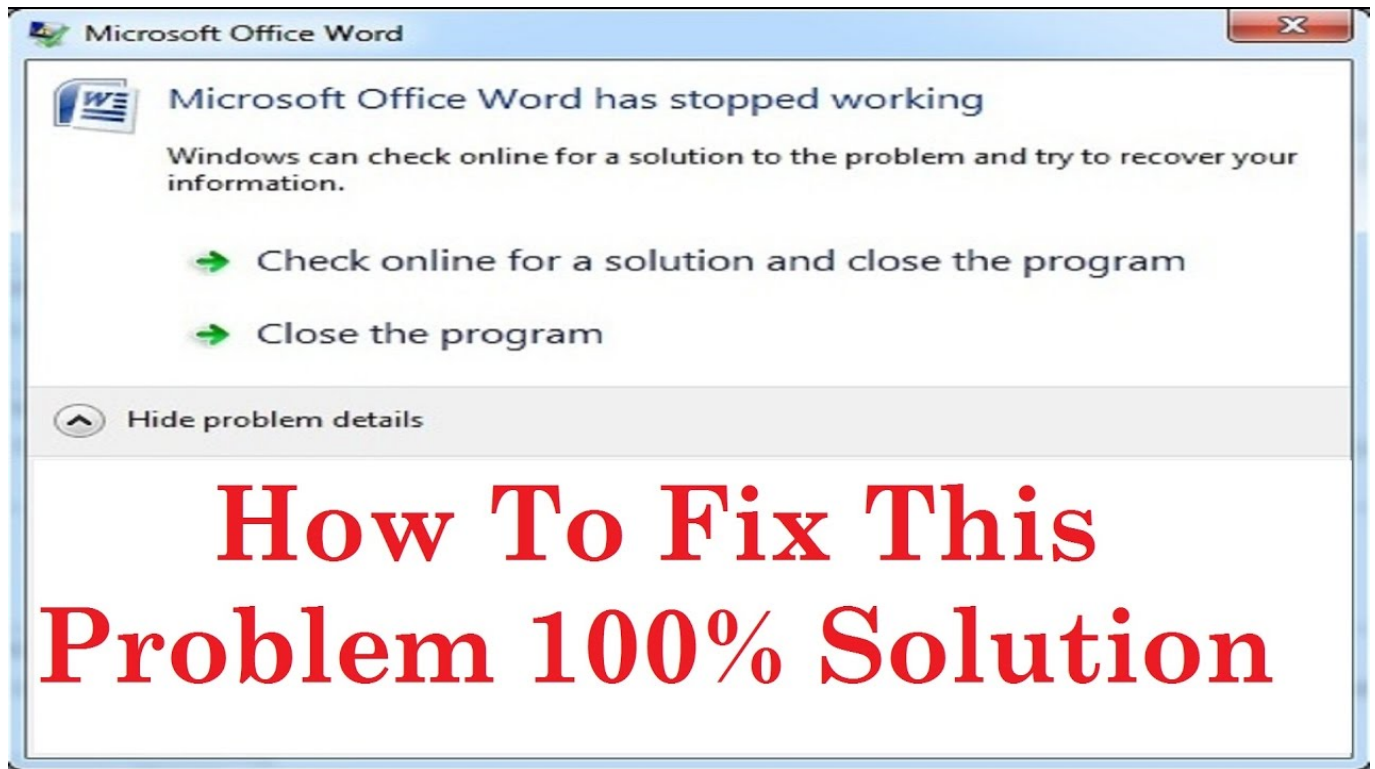 Microsoft Office Word
Microsoft Office Word has stopped working
Windows can check online for a solution to the problem and try to recover your
information.
Check online for a solution and close the program
Close the program
Hide problem details
How To Fix This
Problem 100% Solution